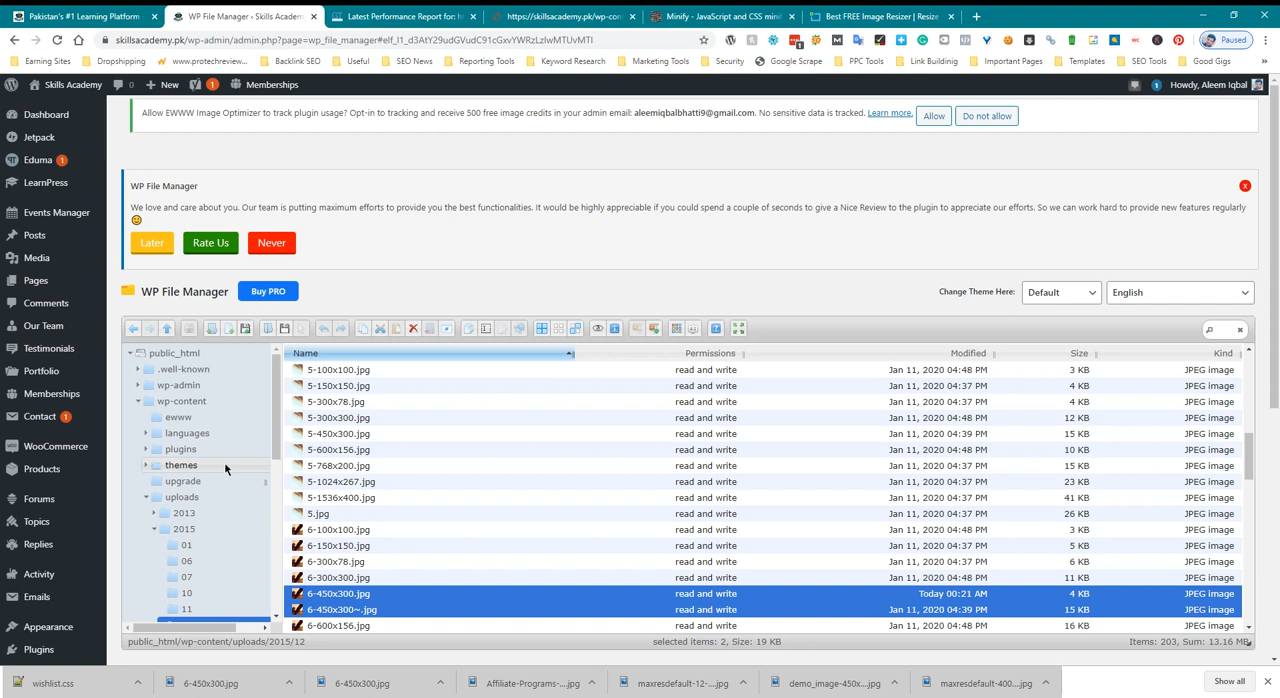 Pakistan's #1 Learning Platform
WP File Manager ‹ Skills Academ
Latest Performance Report for: h
https://skillsacademy.pk/wp-con
Minify - JavaScript and CSS mini
Best FREE Image Resizer | Resize
skillsacademy.pk/wp-admin/admin.php?page=wp_file_manager#elf_l1_d3AtY29udGVudC91cGxvYWRzLzIwMTUvMTI
Paused
Earning Sites
Dropshipping
www.protechreview...
Backlink SEO
Useful
SEO News
Reporting Tools
Keyword Research
Marketing Tools
Security
Google Scrape
PPC Tools
Link Building
Important Pages
Templates
SEO Tools
Good Gigs
Skills Academy
0
New
1
Memberships
1
Howdy, Aleem Iqbal
Dashboard
Jetpack
Eduma 1
LearnPress
Events Manager
Posts
Media
Pages
Comments
Our Team
Testimonials
Portfolio
Memberships
Contact 1
WooCommerce
Products
Forums
Topics
Replies
Activity
Emails
Appearance
Plugins
Allow EWWW Image Optimizer to track plugin usage? Opt-in to tracking and receive 500 free image credits in your admin email: aleemiqbalbhatti9@gmail.com. No sensitive data is tracked. Learn more.
Allow
Do not allow
WP File Manager
We love and care about you. Our team is putting maximum efforts to provide you the best functionalities. It would be highly appreciable if you could spend a couple of seconds to give a Nice Review to the plugin to appreciate our efforts. So we can work hard to provide new features regularly
Later
Rate Us
Never
WP File Manager
Buy PRO
Change Theme Here:
Default
English
public_html
.well-known
wp-admin
wp-content
ewww
languages
plugins
themes
upgrade
uploads
2013
2015
01
06
07
10
11
Name Permissions Modified Size Kind
5-100x100.jpg read and write Jan 11, 2020 04:48 PM 3 KB JPEG image
5-150x150.jpg read and write Jan 11, 2020 04:37 PM 4 KB JPEG image
5-300x78.jpg read and write Jan 11, 2020 04:37 PM 4 KB JPEG image
5-300x300.jpg read and write Jan 11, 2020 04:48 PM 12 KB JPEG image
5-450x300.jpg read and write Jan 11, 2020 04:39 PM 15 KB JPEG image
5-600x156.jpg read and write Jan 11, 2020 04:48 PM 10 KB JPEG image
5-768x200.jpg read and write Jan 11, 2020 04:37 PM 15 KB JPEG image
5-1024x267.jpg read and write Jan 11, 2020 04:37 PM 23 KB JPEG image
5-1536x400.jpg read and write Jan 11, 2020 04:37 PM 41 KB JPEG image
5.jpg read and write Jan 11, 2020 04:37 PM 26 KB JPEG image
6-100x100.jpg read and write Jan 11, 2020 04:48 PM 3 KB JPEG image
6-150x150.jpg read and write Jan 11, 2020 04:37 PM 5 KB JPEG image
6-300x78.jpg read and write Jan 11, 2020 04:37 PM 3 KB JPEG image
6-300x300.jpg read and write Jan 11, 2020 04:48 PM 11 KB JPEG image
6-450x300.jpg read and write Today 00:21 AM 4 KB JPEG image
6-450x300~.jpg read and write Jan 11, 2020 04:39 PM 15 KB JPEG image
6-600x156.jpg read and write Jan 11, 2020 04:48 PM 16 KB JPEG image
public_html/wp-content/uploads/2015/12
selected items: 2, Size: 19 KB
Items: 203, Sum: 13.16 MB
wishlist.css
6-450x300.jpg
6-450x300.jpg
Affiliate-Programs-....jpg
maxresdefault-12-....jpg
demo_image-450x....jpg
maxresdefault-400....jpg
Show all